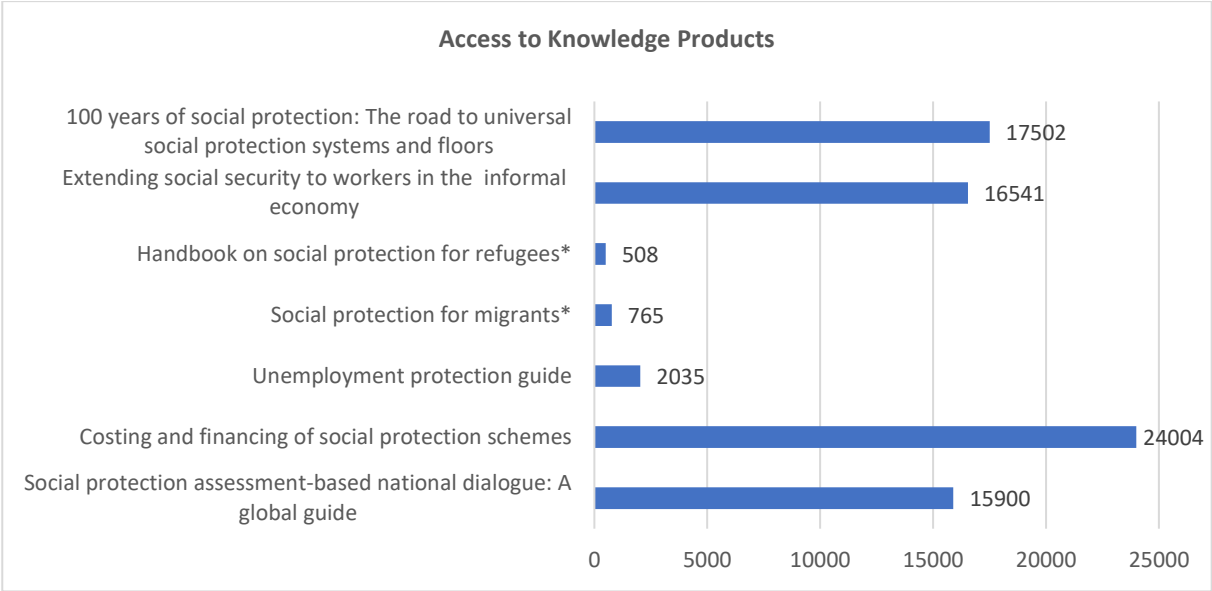 Access to Knowledge Products
100 years of social protection: The road to universal
social protection systems and floors
17502
Extending social security to workers in the informal
economy
16541
Handbook on social protection for refugees*
508
Social protection for migrants*
765
Unemployment protection guide
2035
Costing and financing of social protection schemes
24004
Social protection assessment-based national dialogue: A
global guide
15900
0 5000 10000 15000 20000 25000